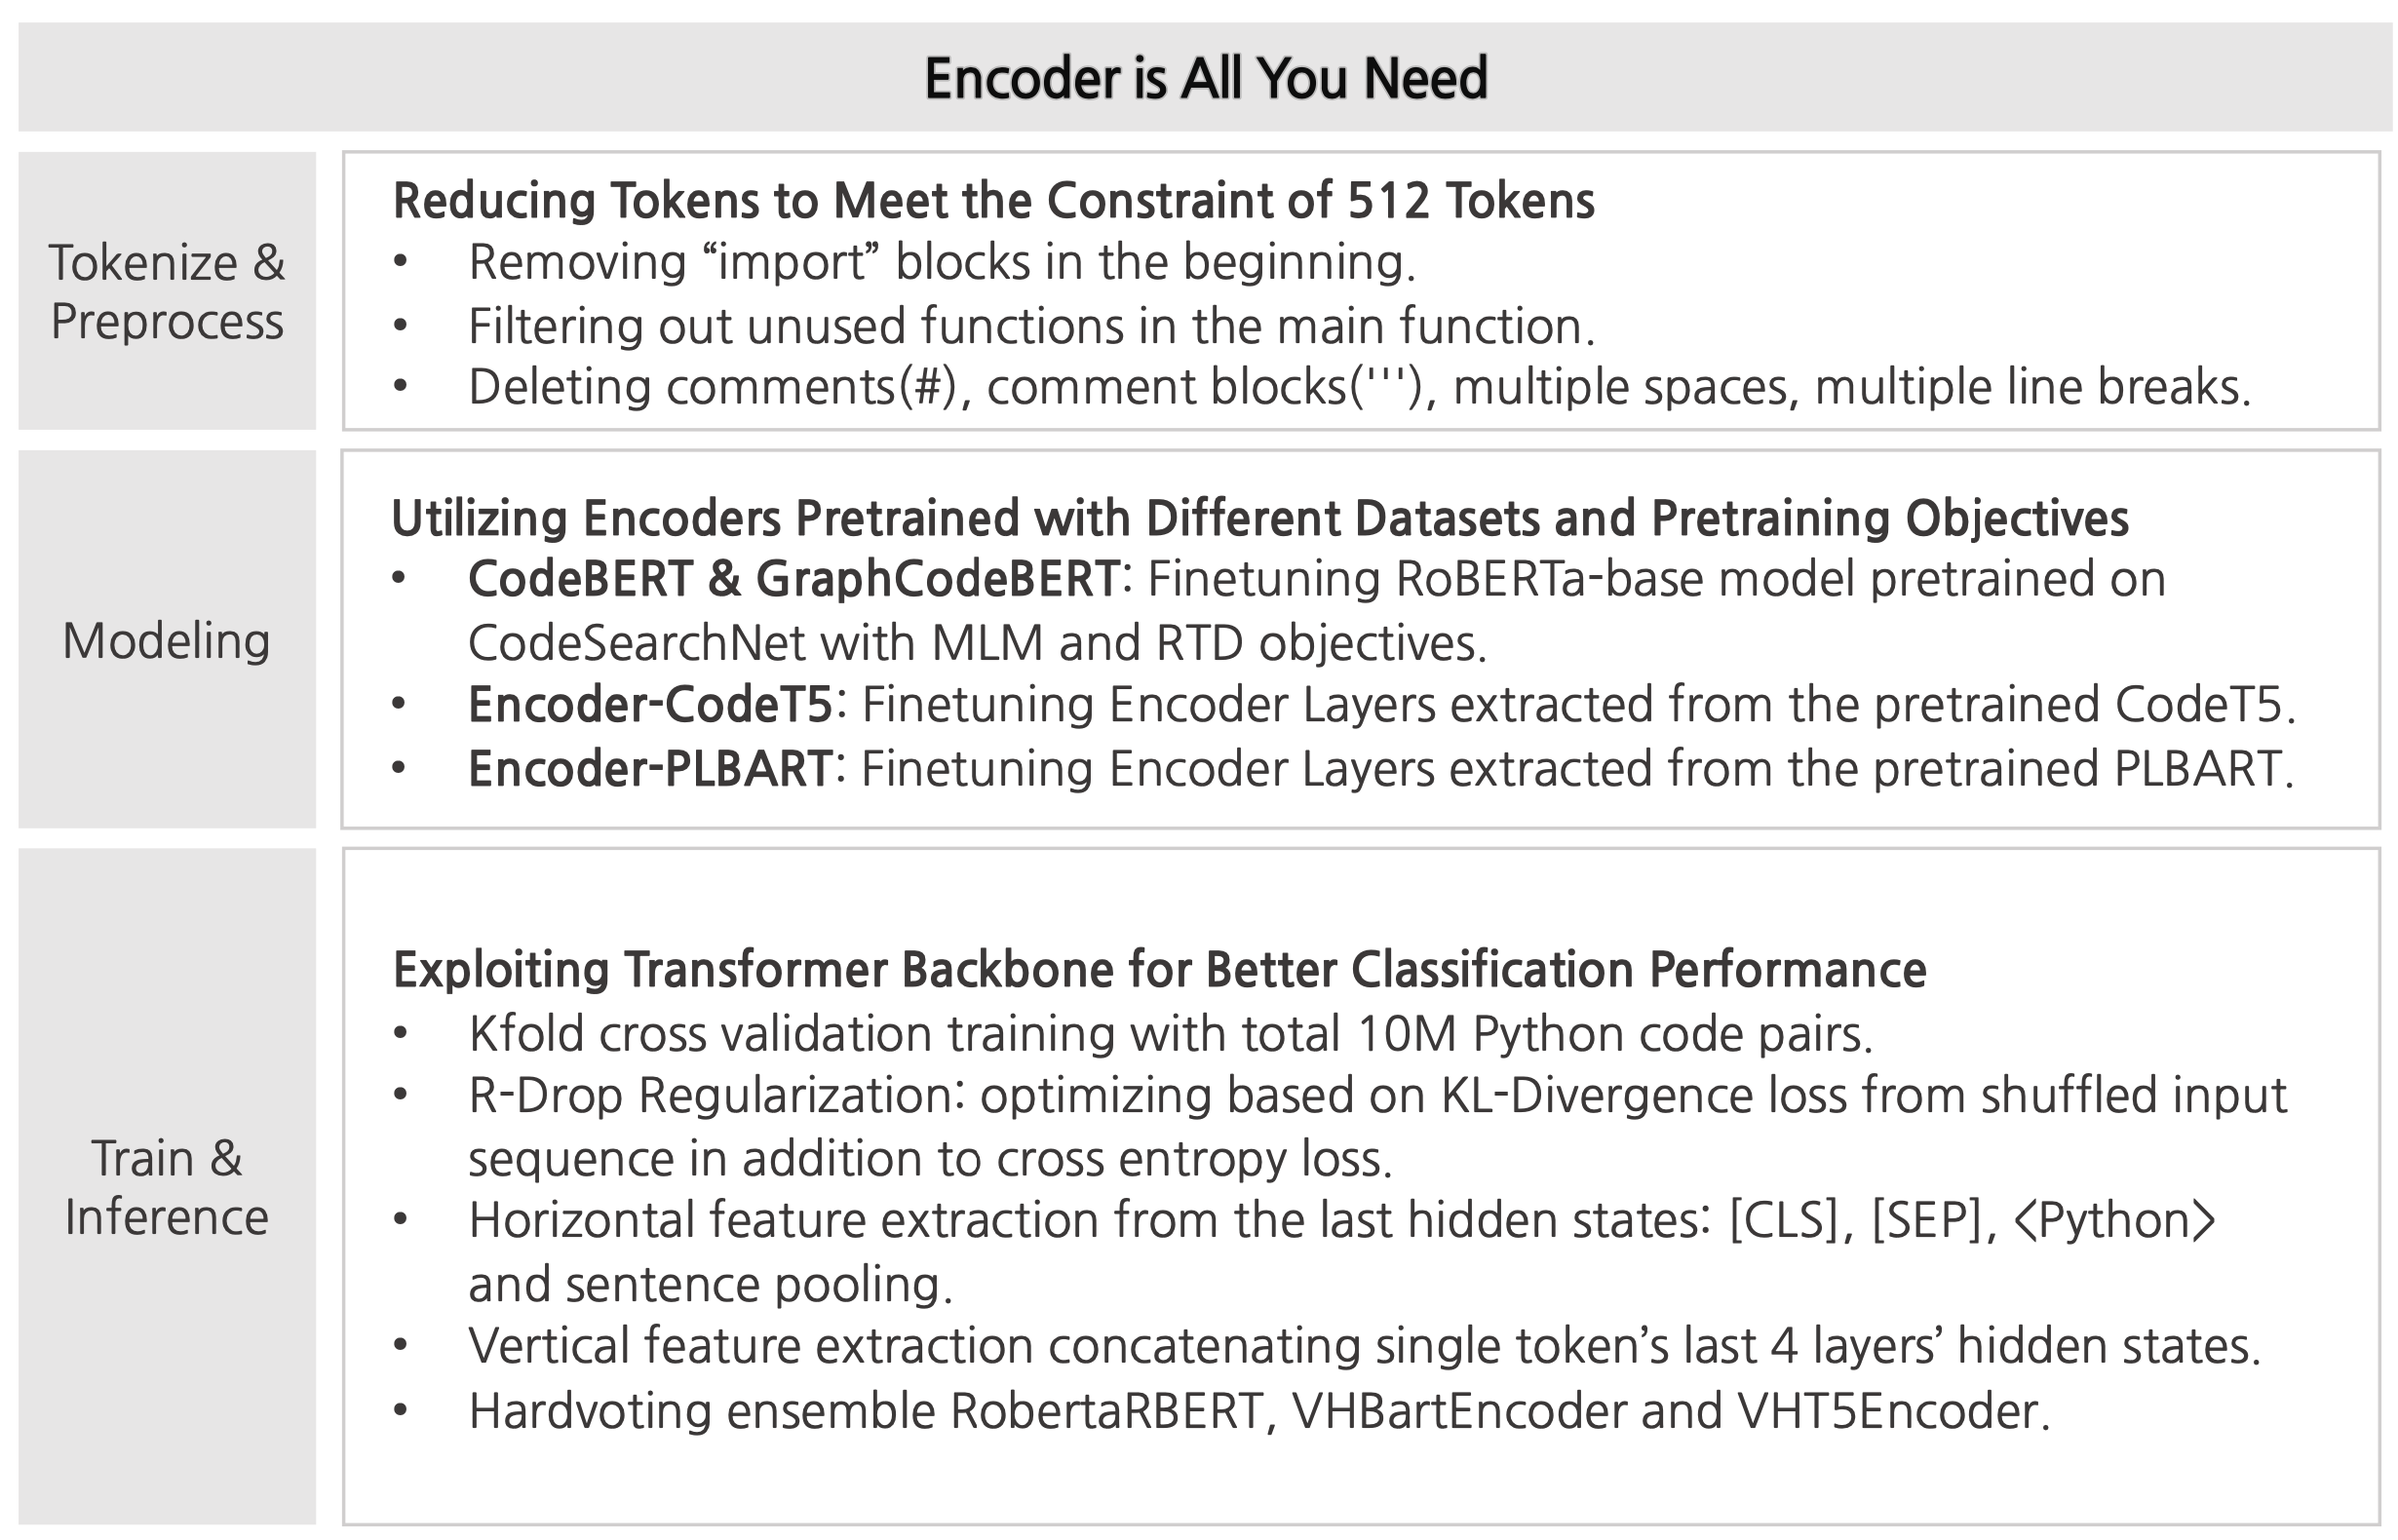 Encoder is All You Need
Tokenize &
Preprocess
Reducing Tokens to Meet the Constraint of 512 Tokens
• Removing “import” blocks in the beginning.
• Filtering out unused functions in the main function.
• Deleting comments(#), comment blocks('''), multiple spaces, multiple line breaks.
Modeling
Utilizing Encoders Pretrained with Different Datasets and Pretraining Objectives
• CodeBERT & GraphCodeBERT: Finetuning RoBERTa-base model pretrained on
CodeSearchNet with MLM and RTD objectives.
• Encoder-CodeT5: Finetuning Encoder Layers extracted from the pretrained CodeT5.
• Encoder-PLBART: Finetuning Encoder Layers extracted from the pretrained PLBART.
Train &
Inference
Exploiting Transformer Backbone for Better Classification Performance
• Kfold cross validation training with total 10M Python code pairs.
• R-Drop Regularization: optimizing based on KL-Divergence loss from shuffled input
sequence in addition to cross entropy loss.
• Horizontal feature extraction from the last hidden states: [CLS], [SEP], <Python>
and sentence pooling.
• Vertical feature extraction concatenating single token’s last 4 layers’ hidden states.
• Hardvoting ensemble RobertaRBERT, VHBartEncoder and VHT5Encoder.